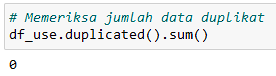 # Memeriksa jumlah data duplikat
df_use.duplicated().sum()
0